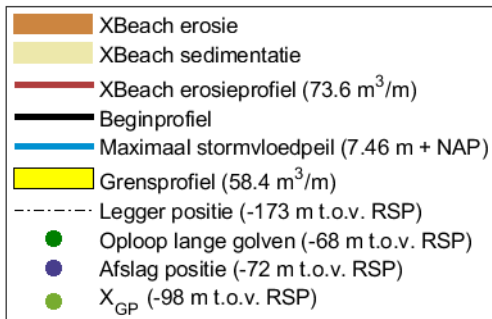 XBeach erosie
XBeach sedimentatie
XBeach erosieprofiel (73.6 m³/m)
Beginprofiel
Maximaal stormvloedpeil (7.46 m + NAP)
Grensprofiel (58.4 m³/m)
Legger positie (-173 m t.o.v. RSP)
Oploop lange golven (-68 m t.o.v. RSP)
Afslag positie (-72 m t.o.v. RSP)
X_GP (-98 m t.o.v. RSP)